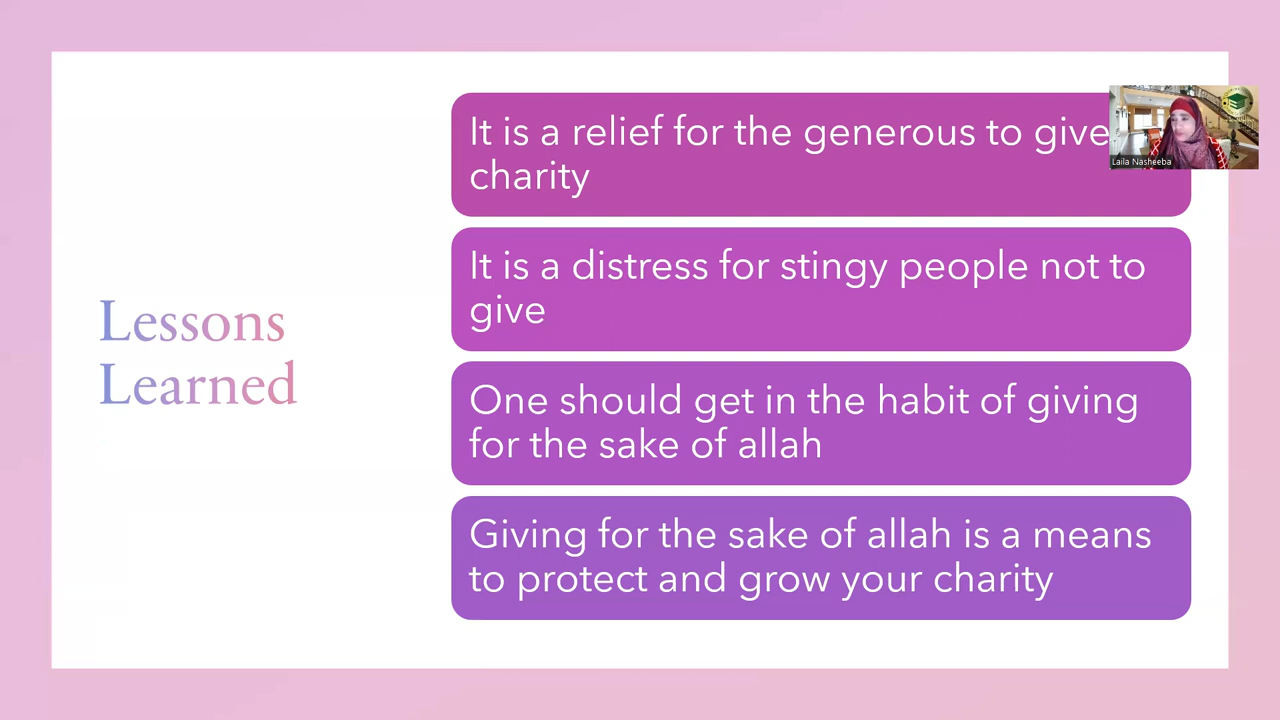 Lessons
Learned
It is a relief for the generous to give
charity
It is a distress for stingy people not to
give
One should get in the habit of giving
for the sake of allah
Giving for the sake of allah is a means
to protect and grow your charity
Laila Nasheeba